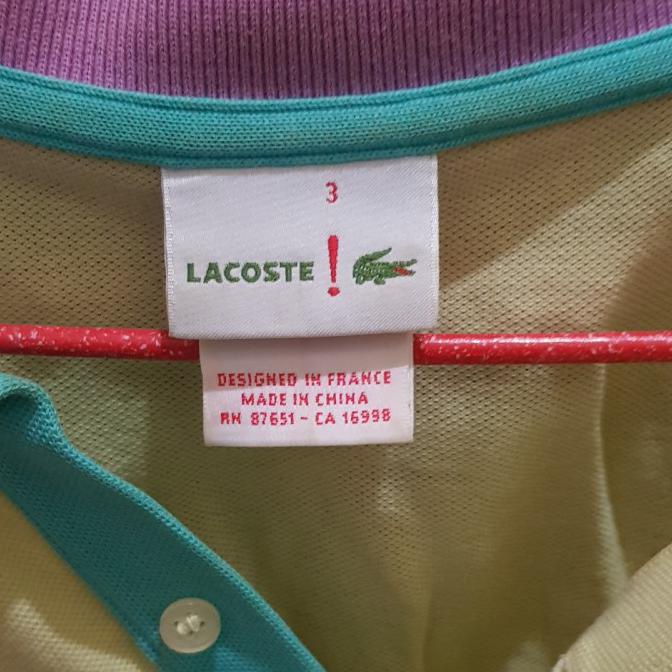 3
LACOSTE !
DESIGNED IN FRANCE
MADE IN CHINA
RN 87651 - CA 16998